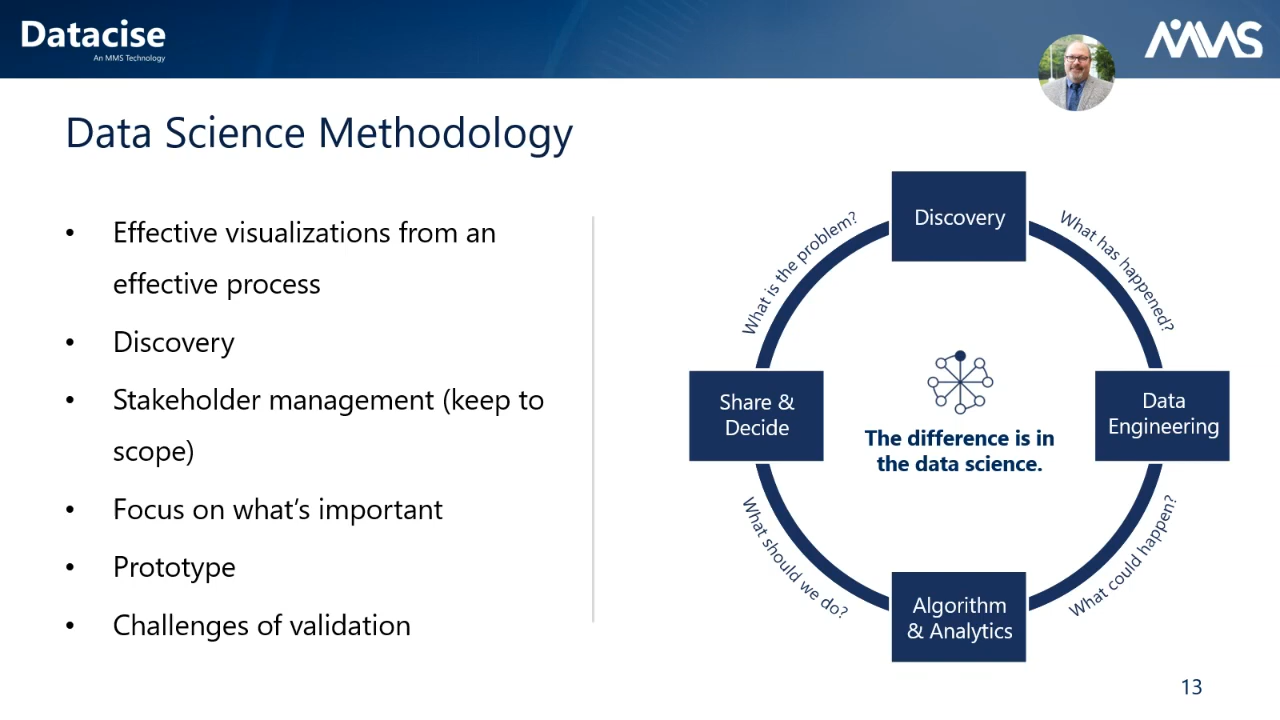 Datacise
An MMS Technology
MMS
Data Science Methodology
• Effective visualizations from an
effective process
• Discovery
• Stakeholder management (keep to
scope)
• Focus on what's important
• Prototype
• Challenges of validation
Discovery
What is the problem?
What has happened?
Share &
Decide
Data
Engineering
The difference is in
the data science.
What should we do?
What could happen?
Algorithm
& Analytics
13